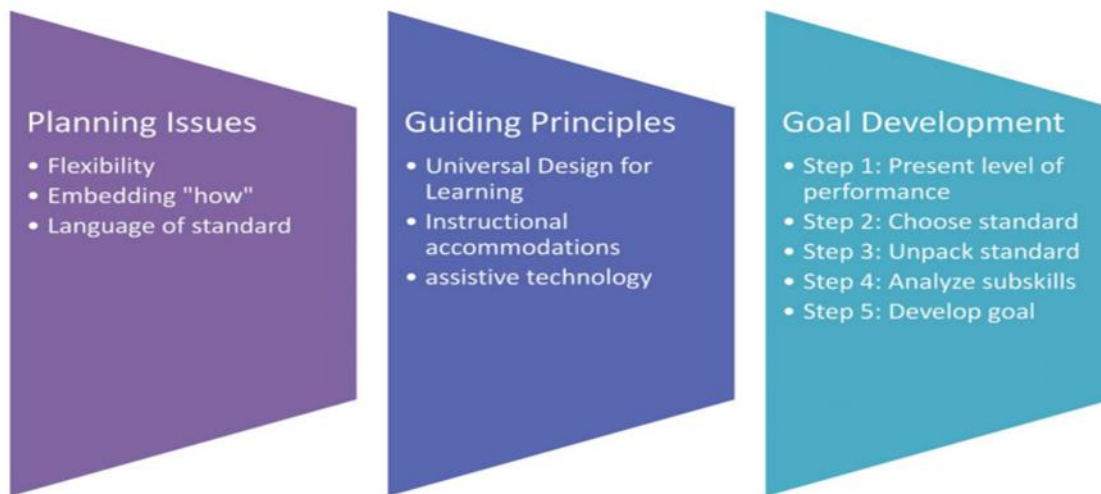 Planning Issues
• Flexibility
• Embedding "how"
• Language of standard
Guiding Principles
• Universal Design for
Learning
• Instructional
accommodations
• assistive technology
Goal Development
• Step 1: Present level of
performance
• Step 2: Choose standard
• Step 3: Unpack standard
• Step 4: Analyze subskills
• Step 5: Develop goal